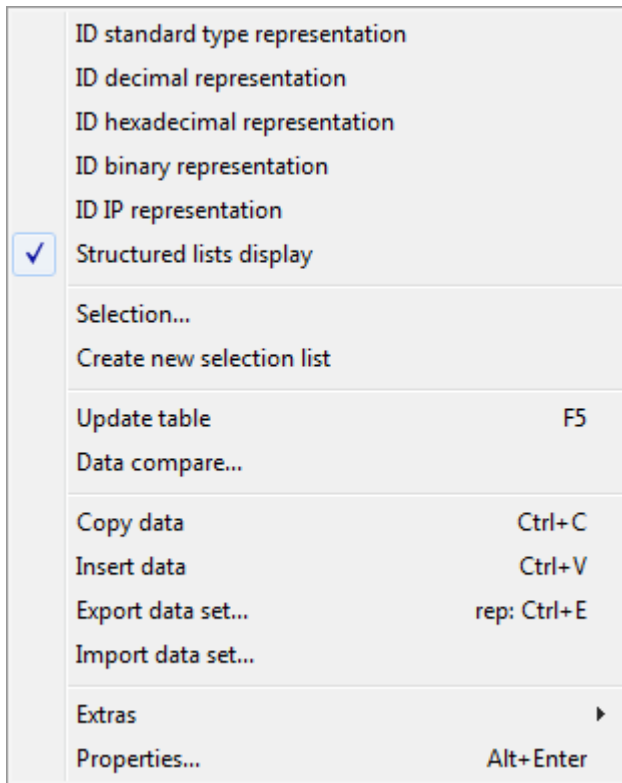 ID standard type representation
ID decimal representation
ID hexadecimal representation
ID binary representation
ID IP representation
Structured lists display
Selection...
Create new selection list
Update table F5
Data compare...
Copy data Ctrl+C
Insert data Ctrl+V
Export data set... rep: Ctrl+E
Import data set...
Extras
Properties... Alt+Enter